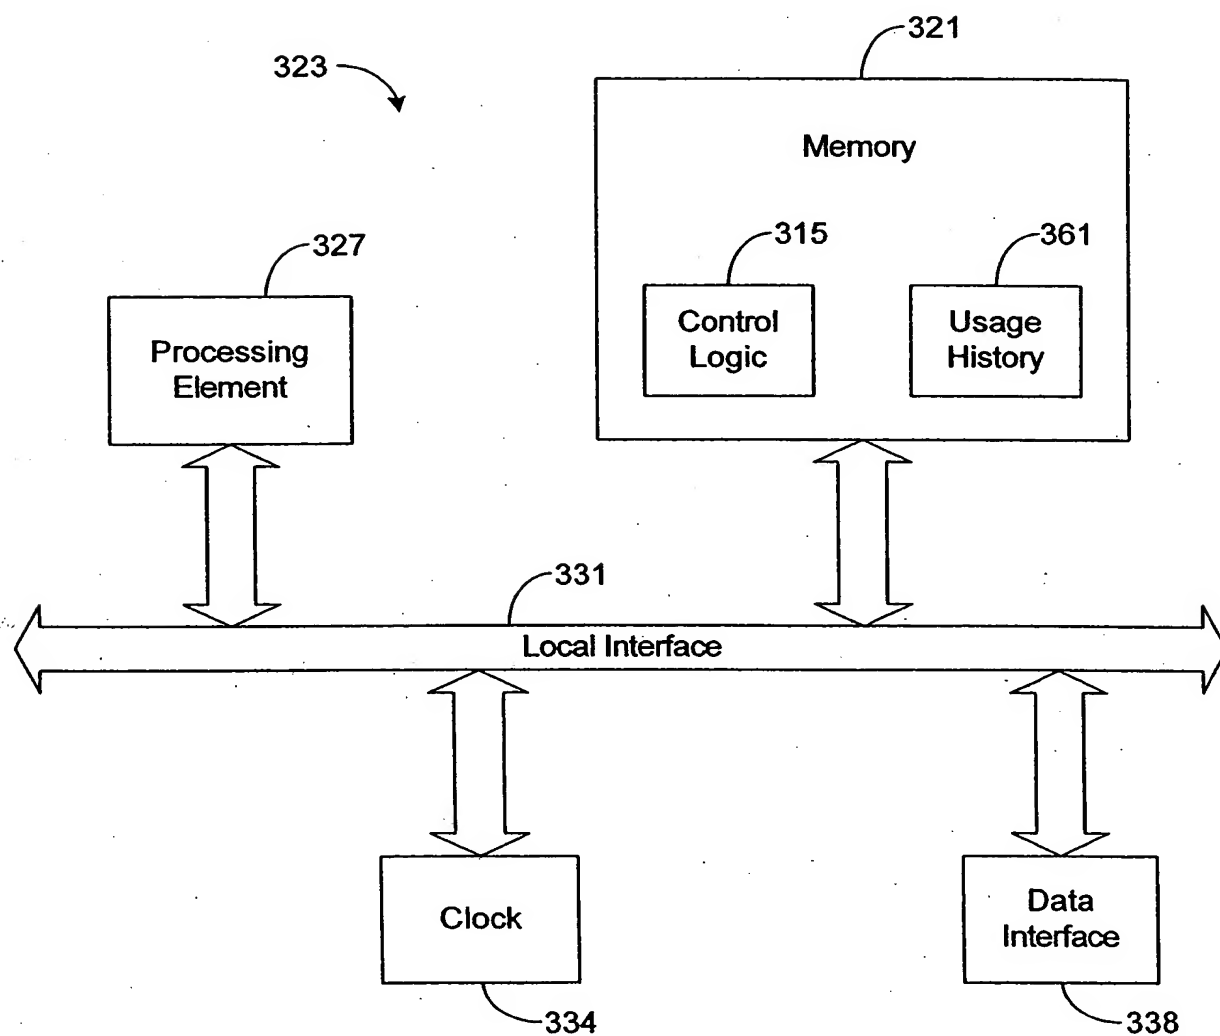 321
323
Memory
327
315
361
Control
Logic
Usage
History
Processing
Element
331
Local Interface
Clock
Data
Interface
334
338